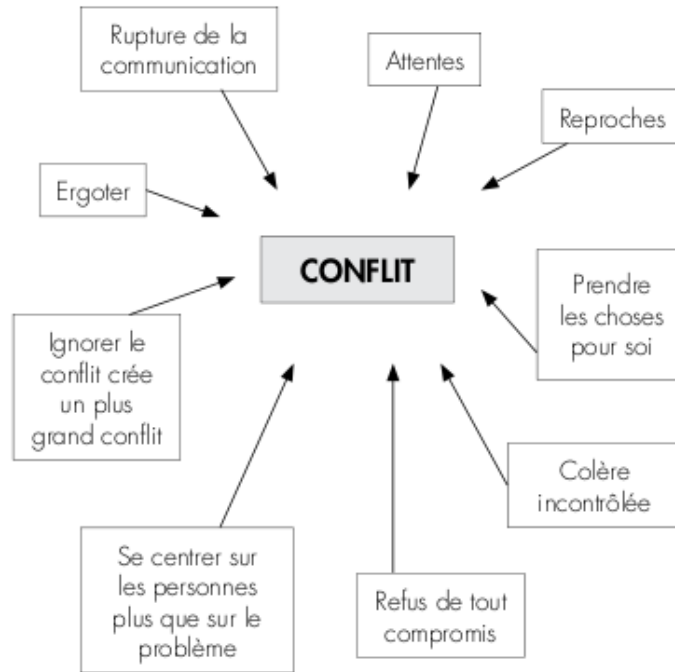 Rupture de la
communication
Attentes
Reproches
Ergoter
CONFLIT
Prendre
les choses
pour soi
Ignorer le
conflit crée
un plus
grand conflit
Colère
incontrôlée
Se centrer sur
les personnes
plus que sur le
problème
Refus de tout
compromis